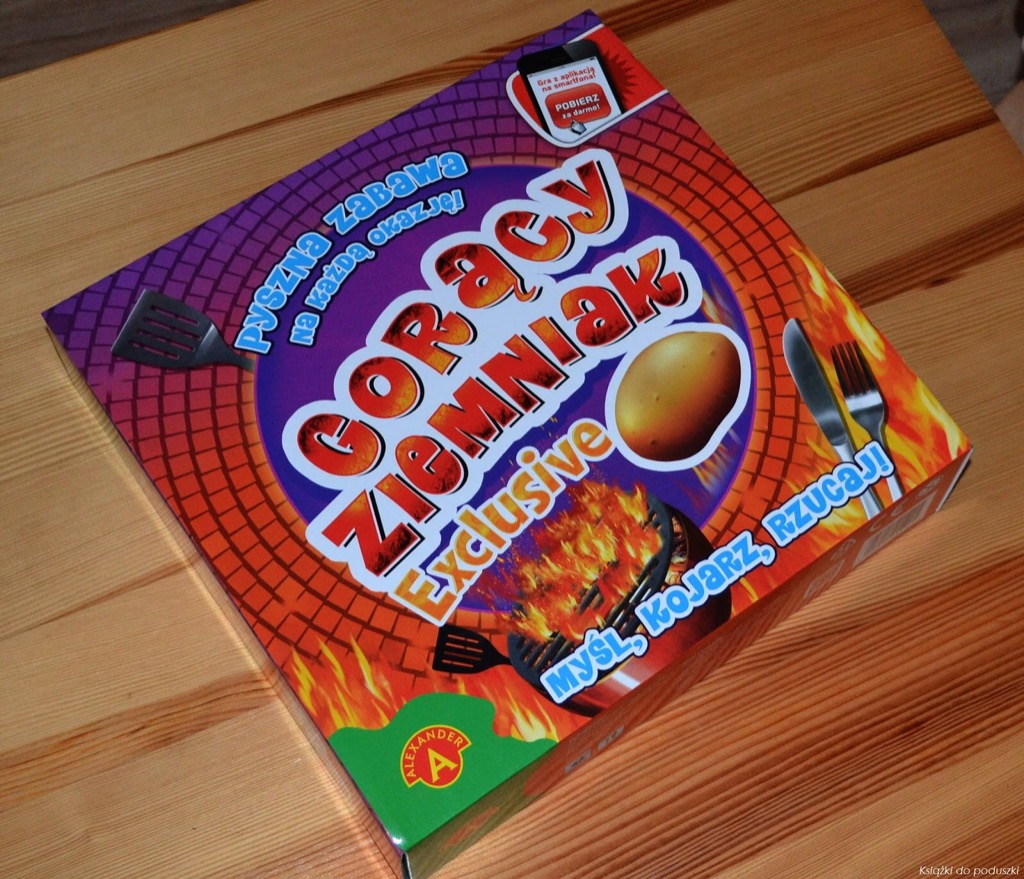 Gra z aplikacją
na smartfona!
POBIERZ
za darmo!
PYSZNA ZABAWA
NA KAŻDĄ OKAZJĘ!
GORĄCY
ZIEMNIAK
Exclusive
MYŚL, KOJARZ, RZUCAJ!
ALEXANDER
A
Książki do poduszki